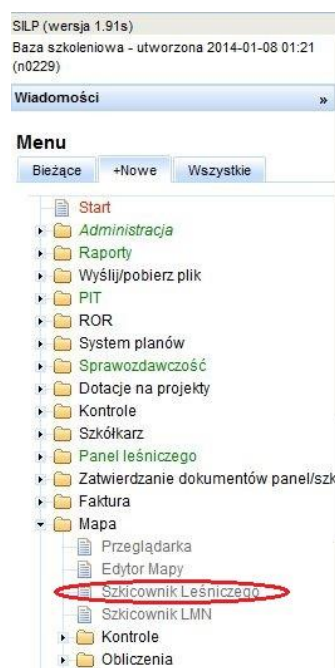 SILP (wersja 1.91s)
Baza szkoleniowa - utworzona 2014-01-08 01:21
(n0229)
Wiadomości »
Menu
Bieżące +Nowe Wszystkie
Start
Administracja
Raporty
Wyślij/pobierz plik
PIT
ROR
System planów
Sprawozdawczość
Dotacje na projekty
Kontrole
Szkółkarz
Panel leśniczego
Zatwierdzanie dokumentów panel/szk
Faktura
Mapa
Przeglądarka
Edytor Mapy
Szkicownik Leśniczego
Szkicownik LMN
Kontrole
Obliczenia